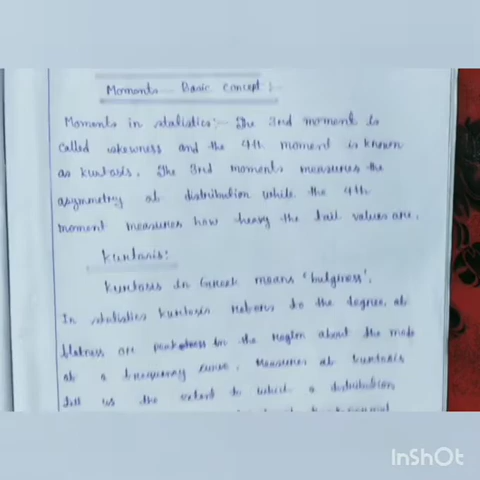 Moments Basic Concept :-
Moments in statistics:- The 3rd moment is
called skewness and the 4th moment is known
as kurtosis. The 3rd moments measures the
asymmetry of distribution while the 4th
moment measures how heavy the tail values are.
Kurtosis:
Kurtosis in Greek means 'bulginess'.
In statistics kurtosis refers to the degree of
flatness are peakedness in the region about the mode
of a frequency curve. Measures of kurtosis
tell us the extent to which a distribution
InShOt